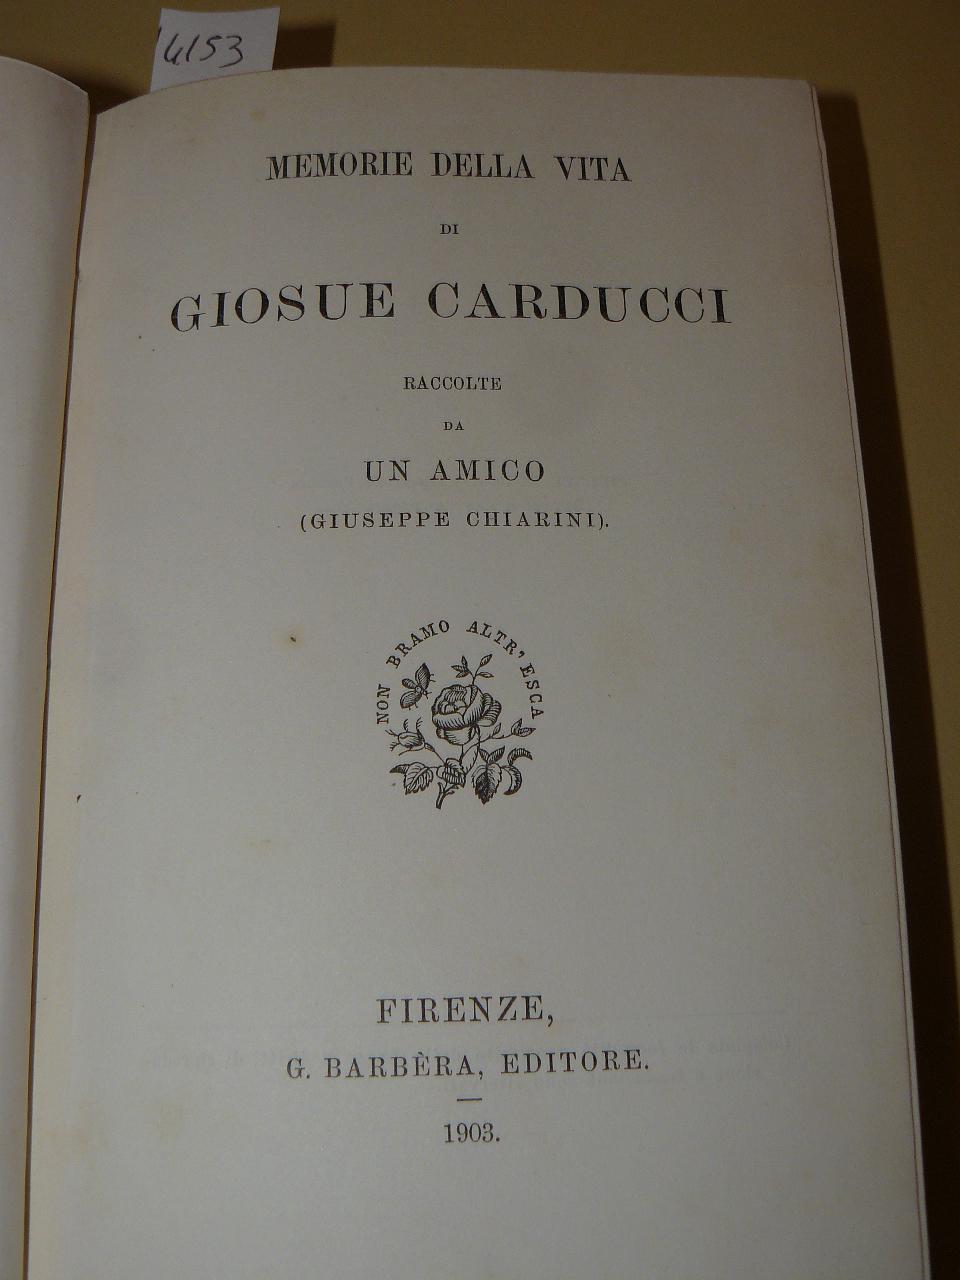 4153
MEMORIE DELLA VITA
DI
GIOSUE CARDUCCI
RACCOLTE
DA
UN AMICO
(GIUSEPPE CHIARINI).
NON BRAMO ALTR' ESCA
FIRENZE,
G. BARBÈRA, EDITORE.
1903.